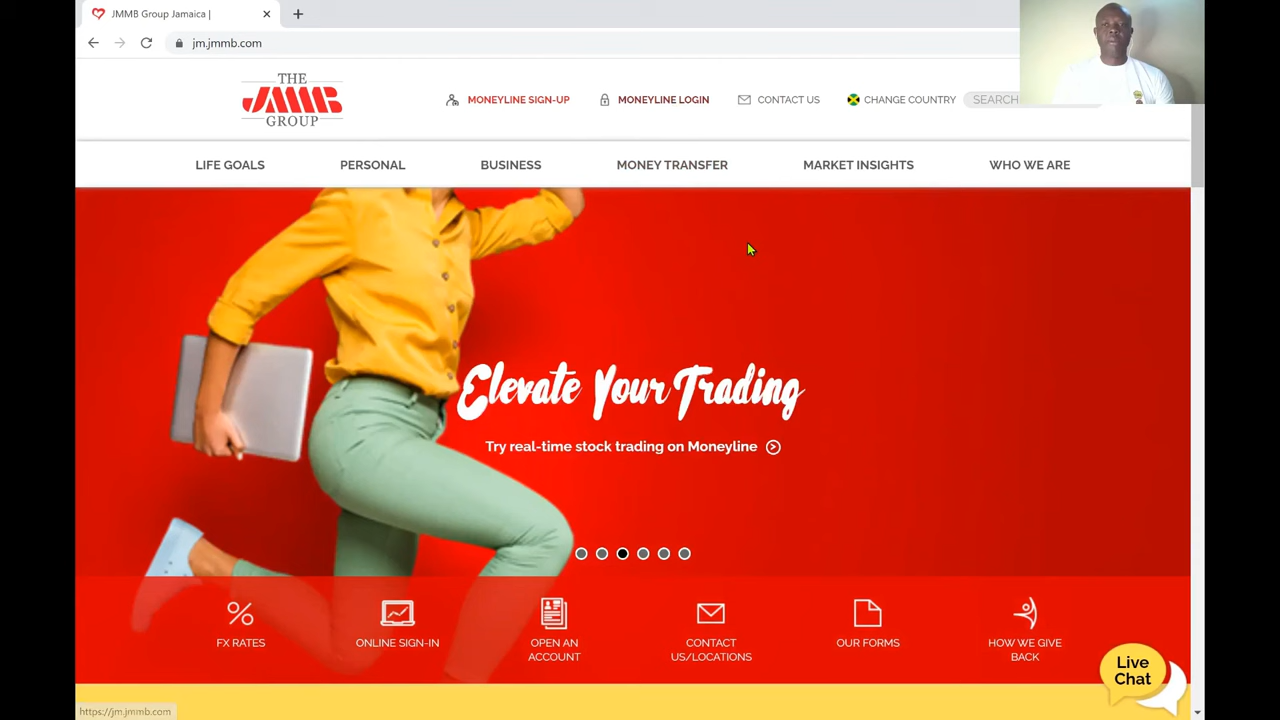 JMMB Group Jamaica |
jm.jmmb.com
THE
JMMB
GROUP
MONEYLINE SIGN-UP
MONEYLINE LOGIN
CONTACT US
CHANGE COUNTRY
SEARCH
LIFE GOALS
PERSONAL
BUSINESS
MONEY TRANSFER
MARKET INSIGHTS
WHO WE ARE
Elevate Your Trading
Try real-time stock trading on Moneyline
FX RATES
ONLINE SIGN-IN
OPEN AN
ACCOUNT
CONTACT
US/LOCATIONS
OUR FORMS
HOW WE GIVE
BACK
Live
Chat
https://jm.jmmb.com